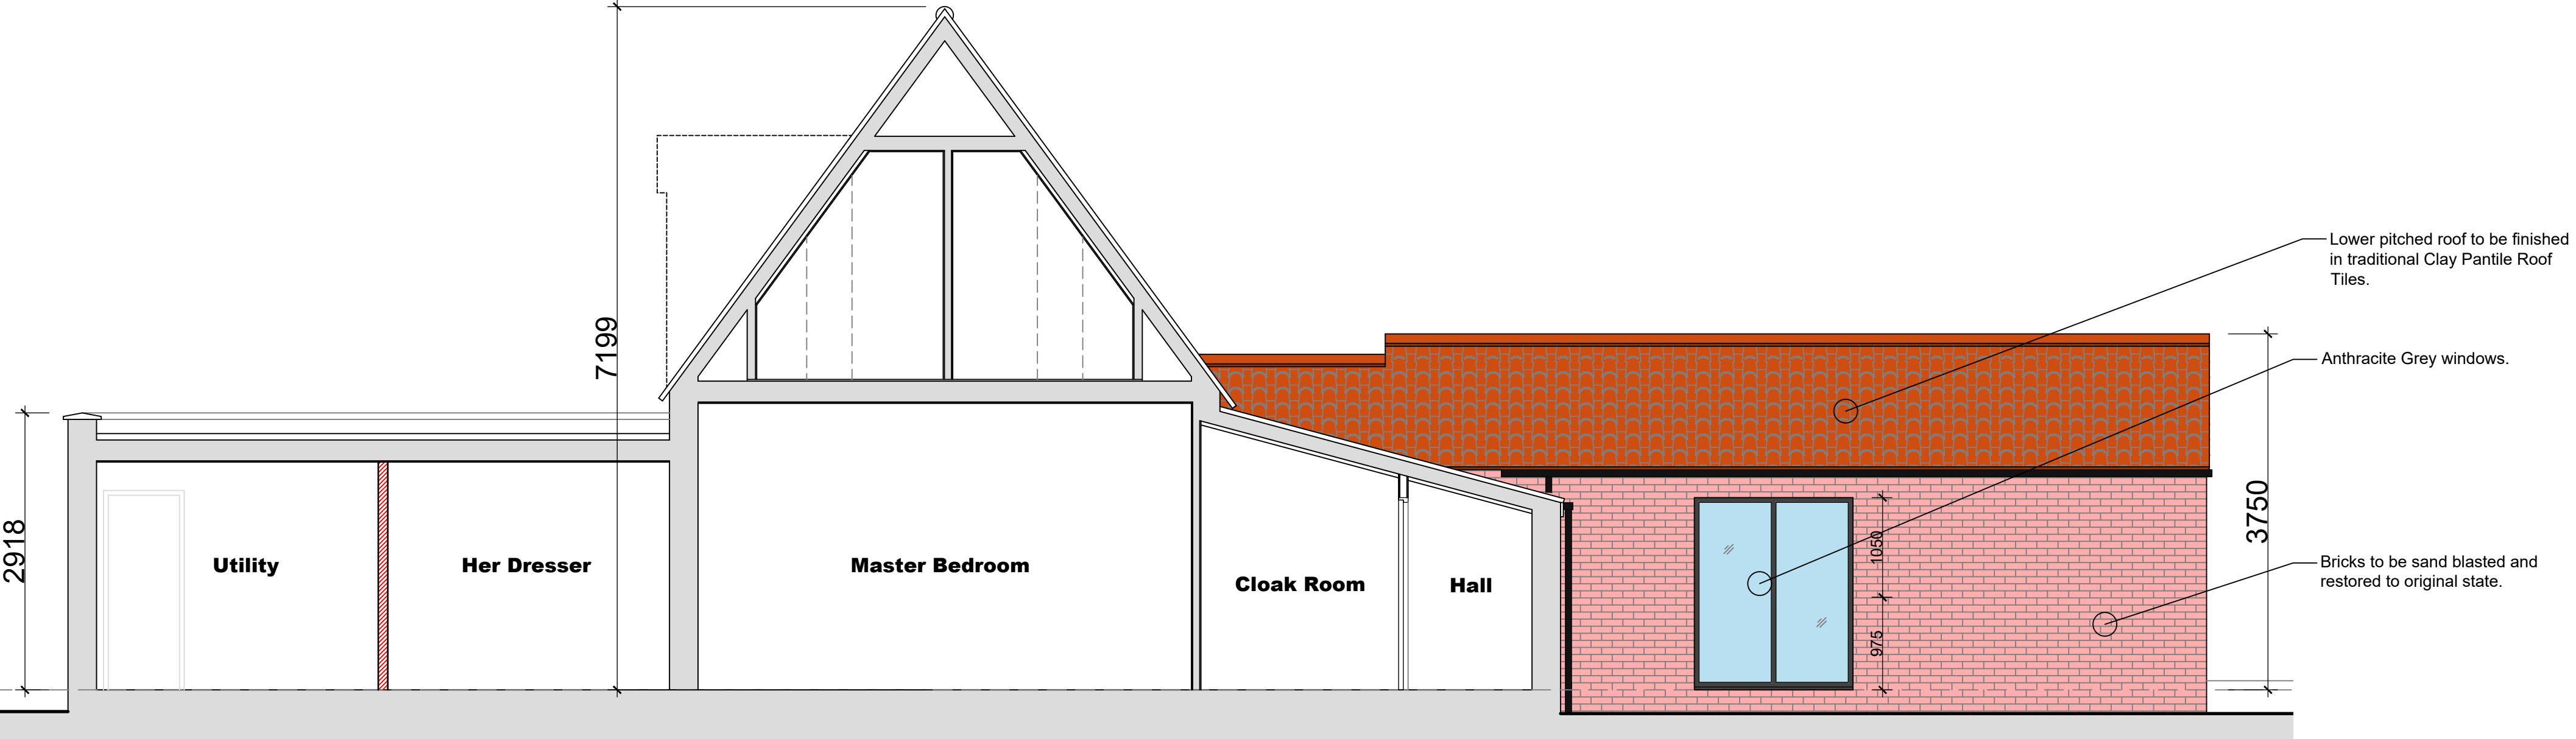 7199
Lower pitched roof to be finished
in traditional Clay Pantile Roof
Tiles.
Anthracite Grey windows.
2918
Utility
Her Dresser
Master Bedroom
Cloak Room
Hall
1050
975
3750
Bricks to be sand blasted and
restored to original state.